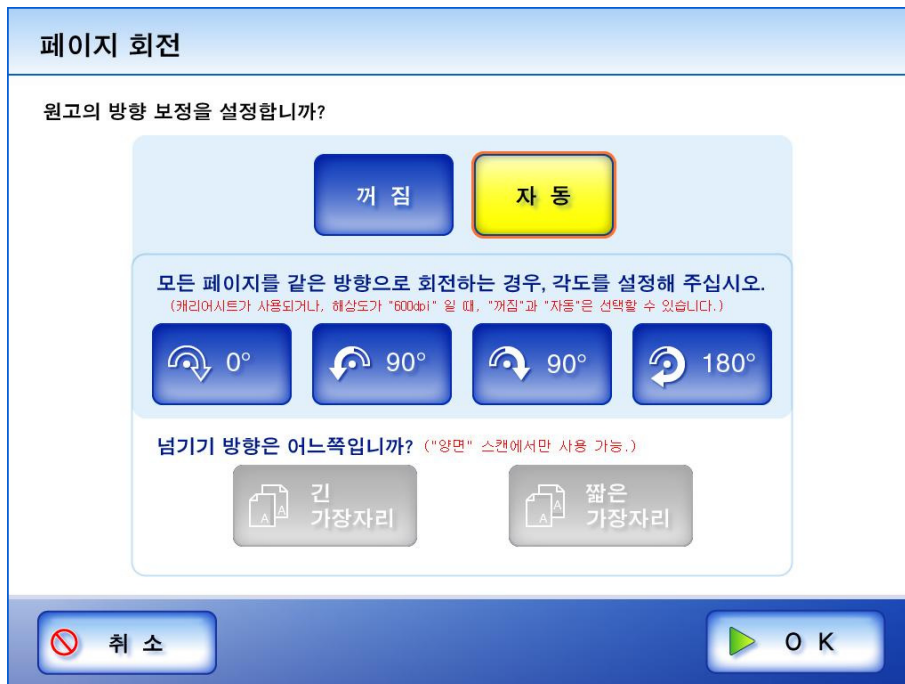 페이지 회전
원고의 방향 보정을 설정합니까?
꺼 짐
자 동
모든 페이지를 같은 방향으로 회전하는 경우, 각도를 설정해 주십시오.
(캐리어시트가 사용되거나, 해상도가 "600dpi" 일 때, "꺼짐"과 "자동"은 선택할 수 있습니다.)
0°
90°
90°
180°
넘기기 방향은 어느쪽입니까? ("양면" 스캔에서만 사용 가능.)
긴
가장자리
짧은
가장자리
취 소
O K